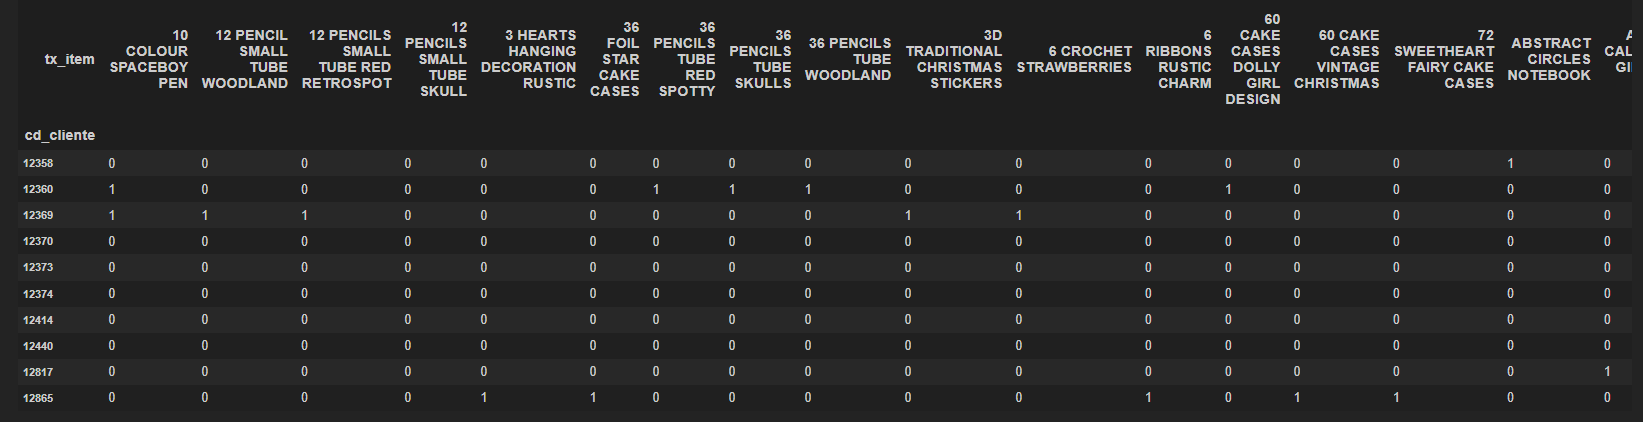 tx_item 10 COLOUR SPACEBOY PEN 12 PENCIL SMALL TUBE WOODLAND 12 PENCILS SMALL TUBE RED RETROSPOT 12 PENCILS SMALL TUBE SKULL 3 HEARTS HANGING DECORATION RUSTIC 36 FOIL STAR CAKE CASES 36 PENCILS TUBE RED SPOTTY 36 PENCILS TUBE SKULLS 36 PENCILS TUBE WOODLAND 3D TRADITIONAL CHRISTMAS STICKERS 6 CROCHET STRAWBERRIES 6 RIBBONS RUSTIC CHARM 60 CAKE CASES DOLLY GIRL DESIGN 60 CAKE CASES VINTAGE CHRISTMAS 72 SWEETHEART FAIRY CAKE CASES ABSTRACT CIRCLES NOTEBOOK
cd_cliente
12358 0 0 0 0 0 0 0 0 0 0 0 0 0 0 0 1 0
12360 1 0 0 0 0 0 1 1 1 0 0 0 1 0 0 0 0
12369 1 1 1 0 0 0 0 0 0 1 1 0 0 0 0 0 0
12370 0 0 0 0 0 0 0 0 0 0 0 0 0 0 0 0 0
12373 0 0 0 0 0 0 0 0 0 0 0 0 0 0 0 0 0
12374 0 0 0 0 0 0 0 0 0 0 0 0 0 0 0 0 0
12414 0 0 0 0 0 0 0 0 0 0 0 0 0 0 0 0 0
12440 0 0 0 0 0 0 0 0 0 0 0 0 0 0 0 0 0
12817 0 0 0 0 0 0 0 0 0 0 0 0 0 0 0 0 1
12865 0 0 0 0 1 1 0 0 0 0 0 1 0 1 1 0 0